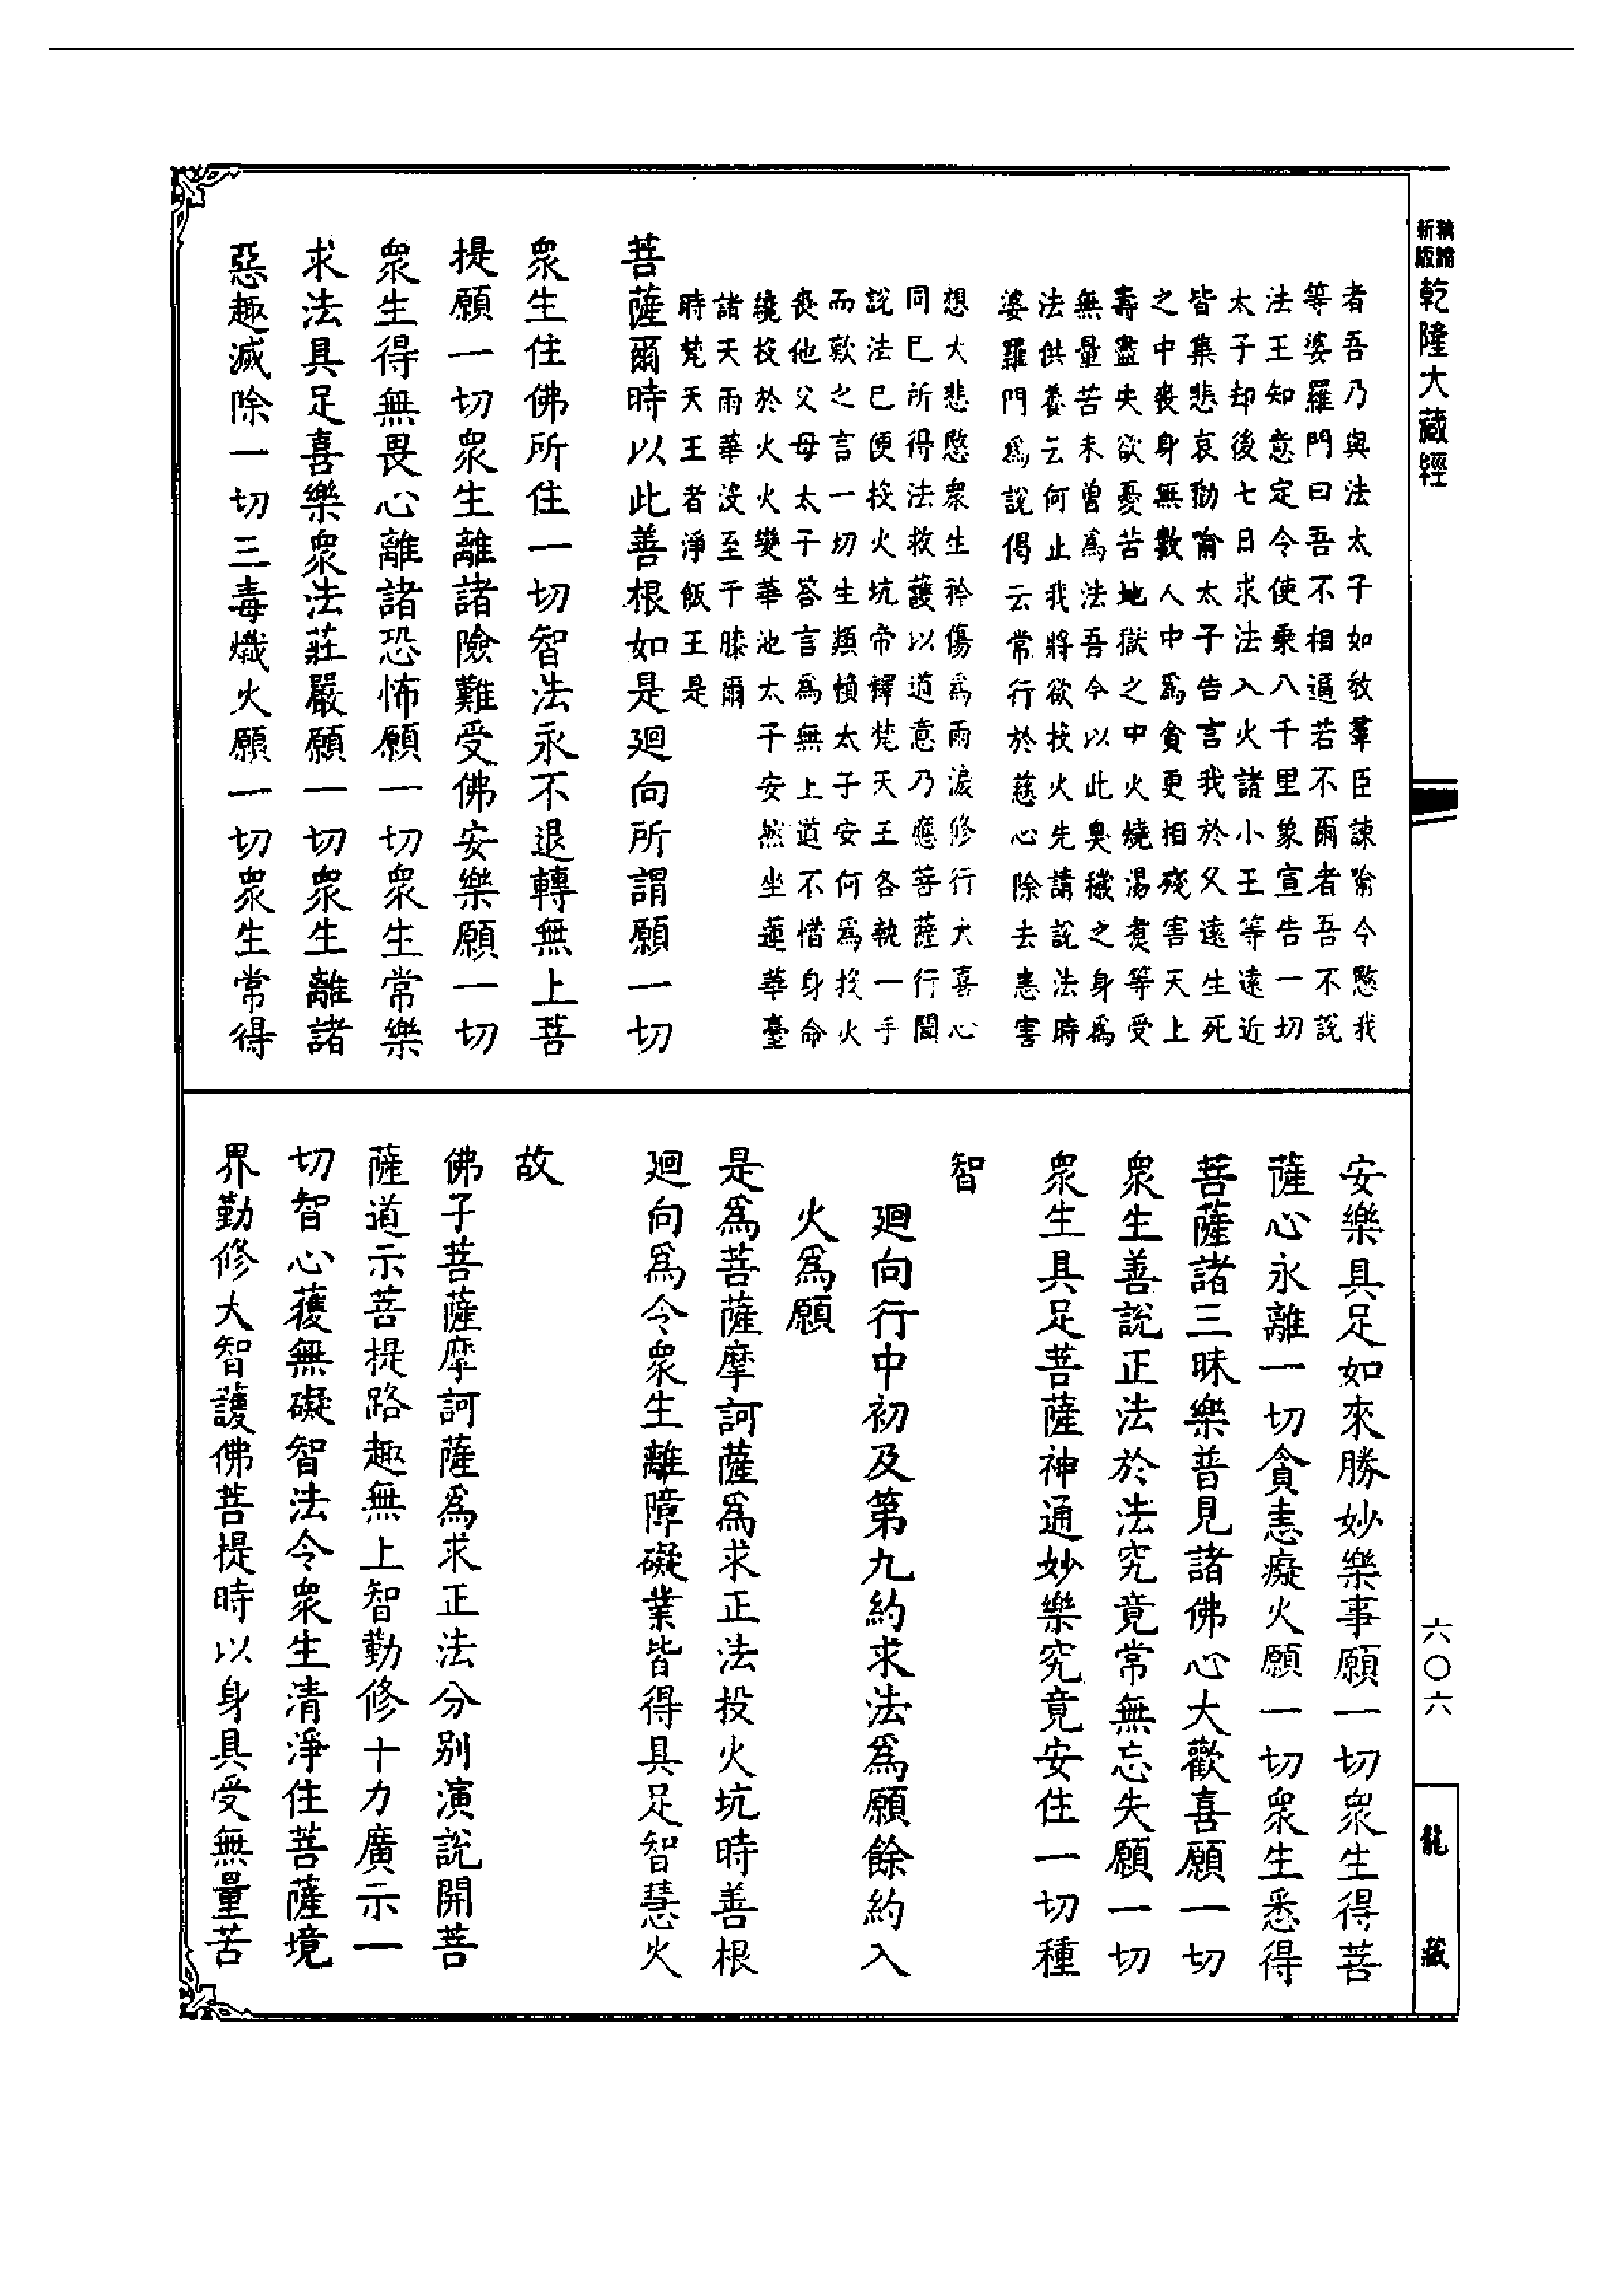 新版精縮乾隆大藏經
者吾乃與法太子如敎羣臣諫喻今愍我
等婆羅門曰吾不相逼若不爾者吾不說
法王知意定令使乘八千里象宣告一切
太子却後七日求法入火諸小王等遠近
皆集悲哀勸喻太子告言我於父遠生死
之中喪身無數人中爲貪更相殘害天上
壽盡失欲憂苦地獄之中火燒湯煑等受
無量苦未曾爲法吾今以此臭穢之身爲
法供養云何止我將欲投火先請說法時
婆羅門爲說偈云常行於慈心除去恚害
想大悲愍衆生矜傷爲雨淚修行大喜心
同已所得法救護以道意乃應菩薩行聞
說法已便投火坑帝釋梵天王各執一手
而歎之言一切生類賴太子安何爲投火
喪他父母太子答言爲無上道不惜身命
繞投於火火變華池太子安然坐蓮華臺
諸天雨華沒至于膝爾
時梵天王者淨飯王是
菩薩爾時以此善根如是廻向所謂願一切
衆生住佛所住一切智法永不退轉無上菩
提願一切衆生離諸險難受佛安樂願一切
衆生得無畏心離諸恐怖願一切衆生常樂
求法具足喜樂衆法莊嚴願一切衆生離諸
惡趣滅除一切三毒熾火願一切衆生常得
安樂具足如來勝妙樂事願一切衆生得菩
薩心永離一切貪恚癡火願一切衆生悉得
菩薩諸三昧樂普見諸佛心大歡喜願一切
衆生善說正法於法究竟常無忘失願一切
衆生具足菩薩神通妙樂究竟安住一切種
智
廻向行中初及第九約求法爲願餘約入
火爲願
是爲菩薩摩訶薩爲求正法投火坑時善根
廻向爲令衆生離障礙業皆得具足智慧火
故
佛子菩薩摩訶薩爲求正法分別演說開菩
薩道示菩提路趣無上智勤修十力廣示一
切智心獲無礙智法令衆生清淨住菩薩境
界勤修大智護佛菩提時以身具受無量苦
六〇六
龍藏